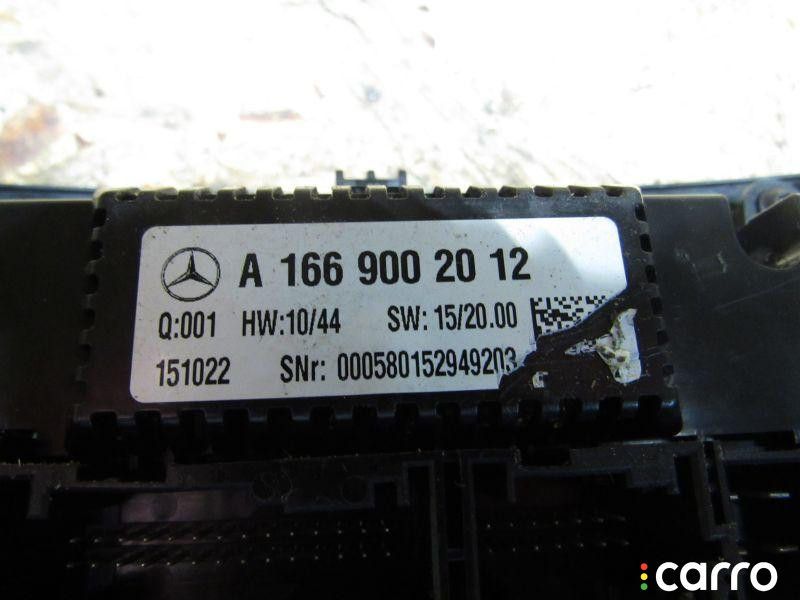 A 166 900 20 12
Q:001 HW:10/44 SW: 15/20.00
151022 SNr: 000580152949203
carro